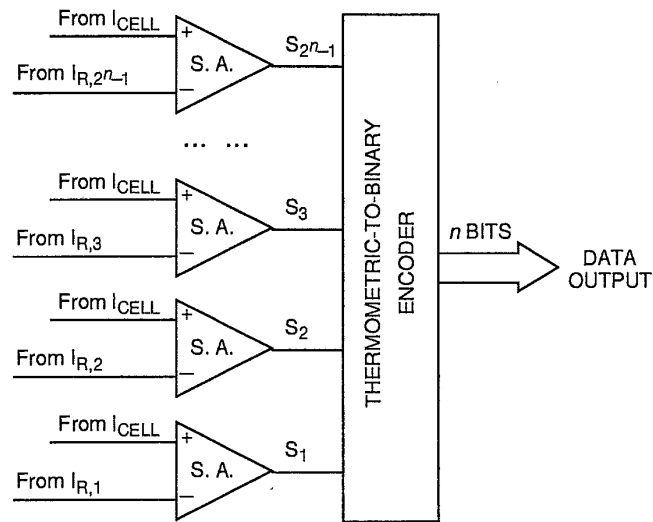 From I_CELL
+
S. A.
S_2^n–1
From I_R,2^n–1
–
... ...
From I_CELL
+
S. A.
S_3
From I_R,3
–
From I_CELL
+
S. A.
S_2
From I_R,2
–
From I_CELL
+
S. A.
S_1
From I_R,1
–
THERMOMETRIC-TO-BINARY
ENCODER
n BITS
DATA
OUTPUT